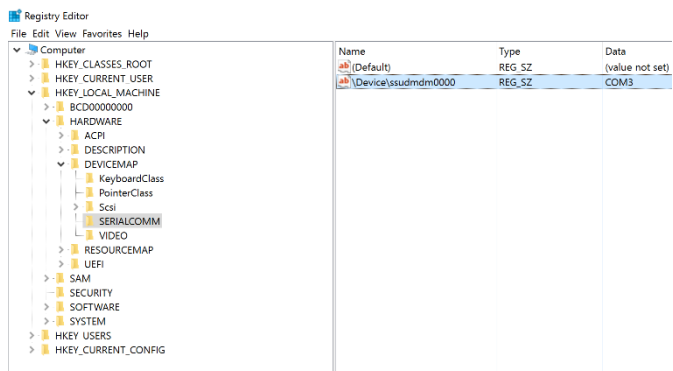 Registry Editor
File Edit View Favorites Help
Computer
HKEY_CLASSES_ROOT
HKEY_CURRENT_USER
HKEY_LOCAL_MACHINE
BCD00000000
HARDWARE
ACPI
DESCRIPTION
DEVICEMAP
KeyboardClass
PointerClass
Scsi
SERIALCOMM
VIDEO
RESOURCEMAP
UEFI
SAM
SECURITY
SOFTWARE
SYSTEM
HKEY_USERS
HKEY_CURRENT_CONFIG
Name Type Data
ab (Default) REG_SZ (value not set)
ab \Device\ssudmdm0000 REG_SZ COM3